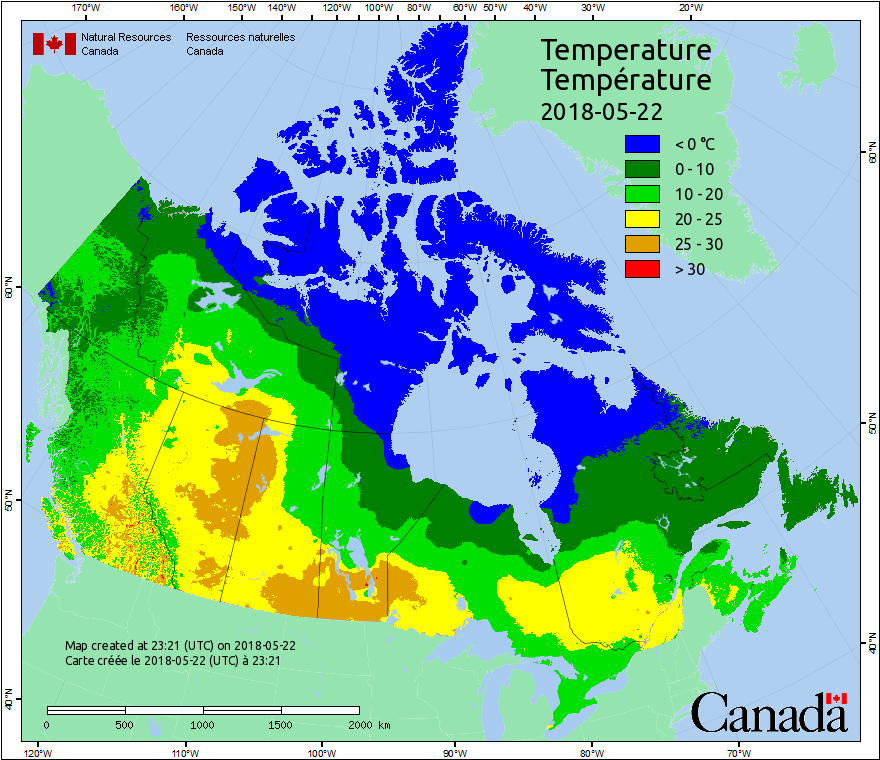 170°W 160°W 150°W 140°W 130°W 120°W 110°W 100°W 90°W 80°W 60°W 50°W 40°W 30°W 20°W
Natural Resources Ressources naturelles
Canada Canada
Temperature
Température
2018-05-22
< 0 °C
0 - 10
10 - 20
20 - 25
25 - 30
> 30
60°N
60°N
50°N
50°N
40°N
40°N
Map created at 23:21 (UTC) on 2018-05-22
Carte créée le 2018-05-22 (UTC) à 23:21
0 500 1000 1500 2000 km
Canada
120°W 110°W 100°W 90°W 80°W 70°W